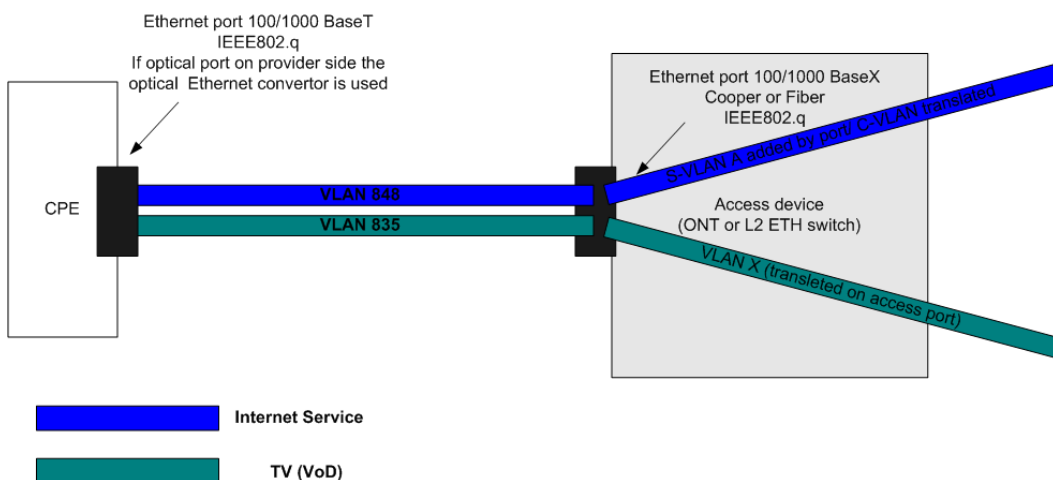 Ethernet port 100/1000 BaseT
IEEE802.q
If optical port on provider side the
optical Ethernet convertor is used
Ethernet port 100/1000 BaseX
Cooper or Fiber
IEEE802.q
S-VLAN A added by port/ C-VLAN translated
CPE
VLAN 848
VLAN 835
Access device
(ONT or L2 ETH switch)
VLAN X (transleted on access port)
Internet Service
TV (VoD)